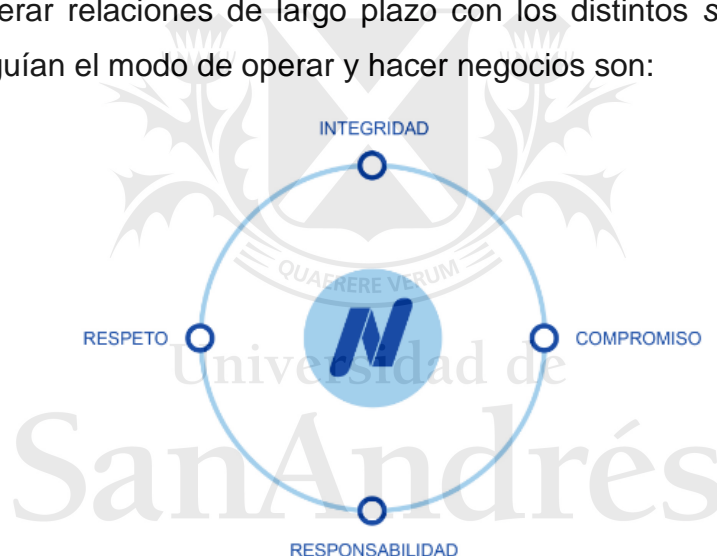 erar relaciones de largo plazo con los distintos s
guían el modo de operar y hacer negocios son:
INTEGRIDAD
QUAERERE VERUM
RESPETO
COMPROMISO
Universidad de
SanAndrés
RESPONSABILIDAD